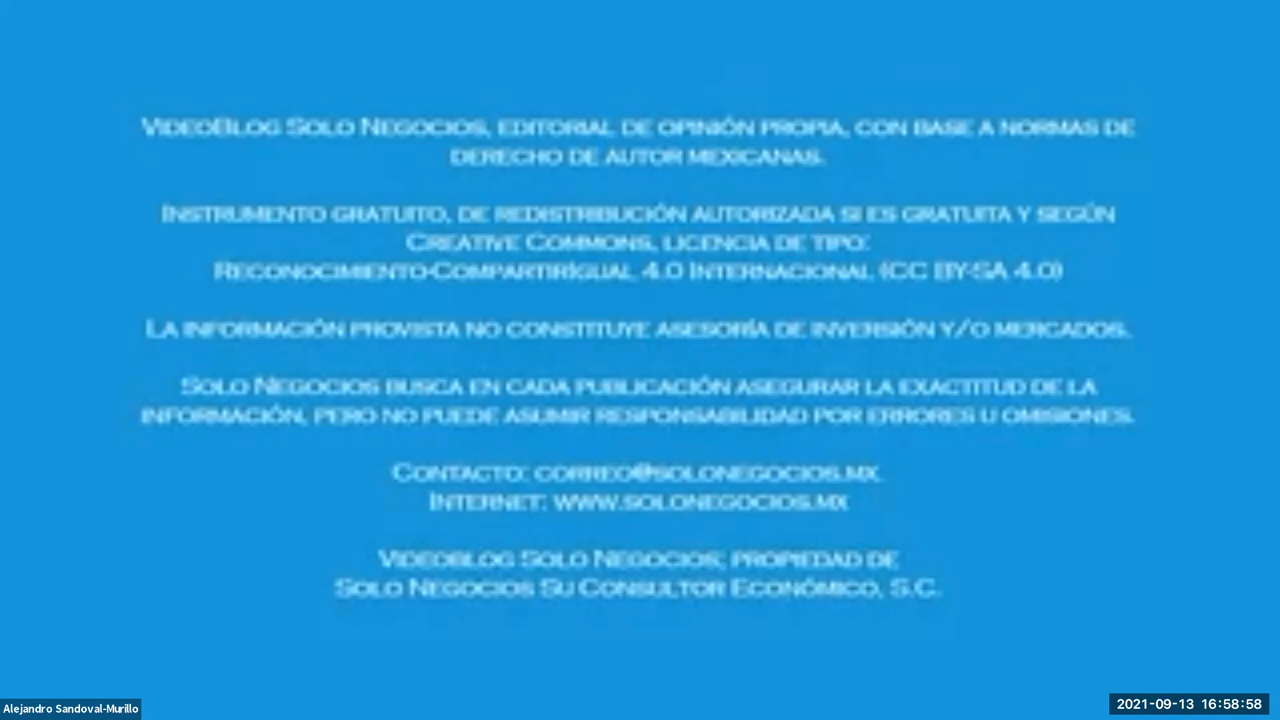 VideoBlog Solo Negocios, editorial de opinión propia, con base a normas de
derecho de autor mexicanas.
Instrumento gratuito, de redistribución autorizada si es gratuita y según
Creative Commons, licencia de tipo:
Reconocimiento-CompartirIgual 4.0 Internacional (CC BY-SA 4.0)
La información provista no constituye asesoría de inversión y/o mercados.
Solo Negocios busca en cada publicación asegurar la exactitud de la
información, pero no puede asumir responsabilidad por errores u omisiones.
Contacto: correo@solonegocios.mx
Internet: www.solonegocios.mx
Videoblog Solo Negocios; propiedad de
Solo Negocios Su Consultor Económico, S.C.
Alejandro Sandoval-Murillo
2021-09-13 16:58:58